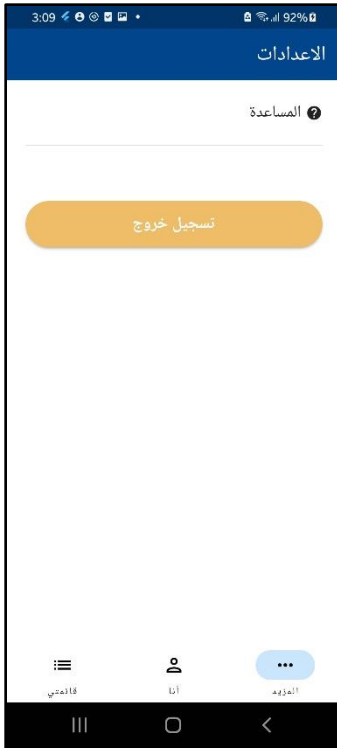 3:09 92%
الاعدادات
المساعدة
تسجيل خروج
المزيد أنا قائمتي